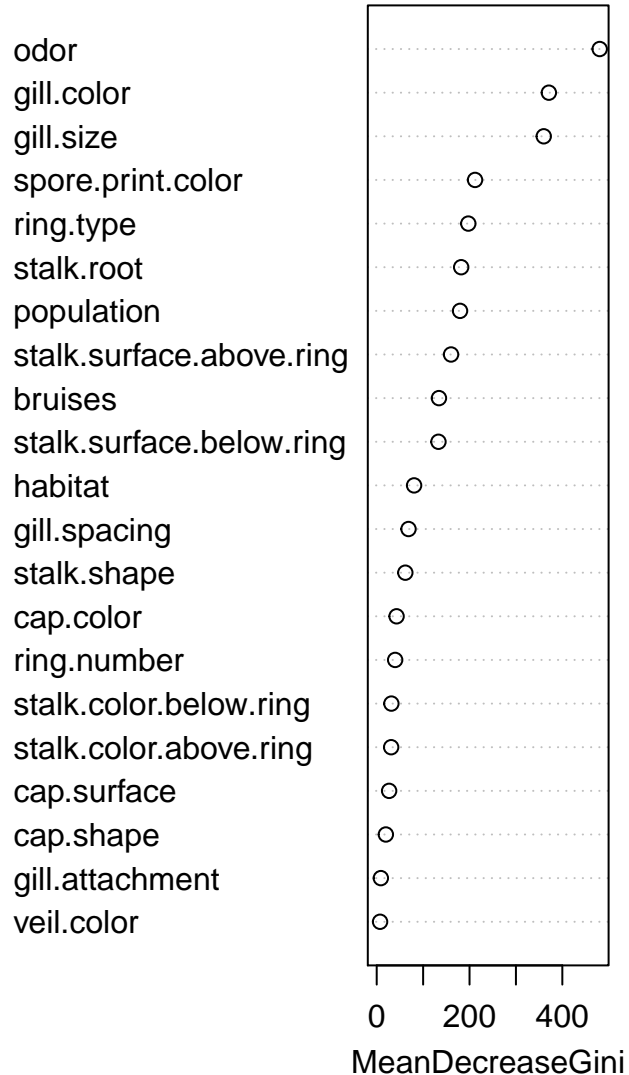 odor
gill.color
gill.size
spore.print.color
ring.type
stalk.root
population
stalk.surface.above.ring
bruises
stalk.surface.below.ring
habitat
gill.spacing
stalk.shape
cap.color
ring.number
stalk.color.below.ring
stalk.color.above.ring
cap.surface
cap.shape
gill.attachment
veil.color
0 200 400
MeanDecreaseGini